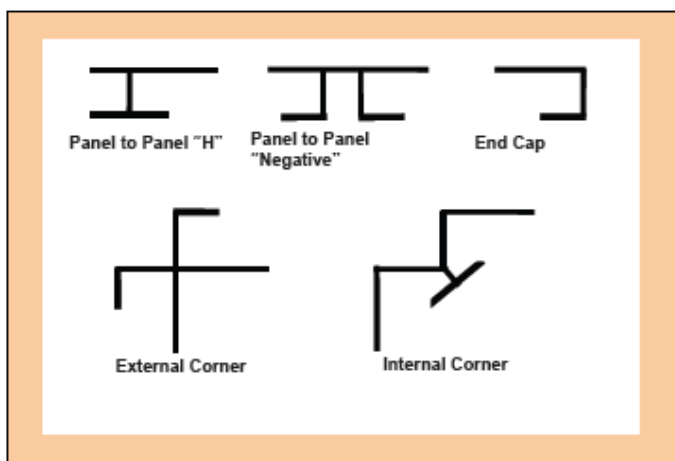 Panel to Panel "H"
Panel to Panel
"Negative"
End Cap
External Corner
Internal Corner